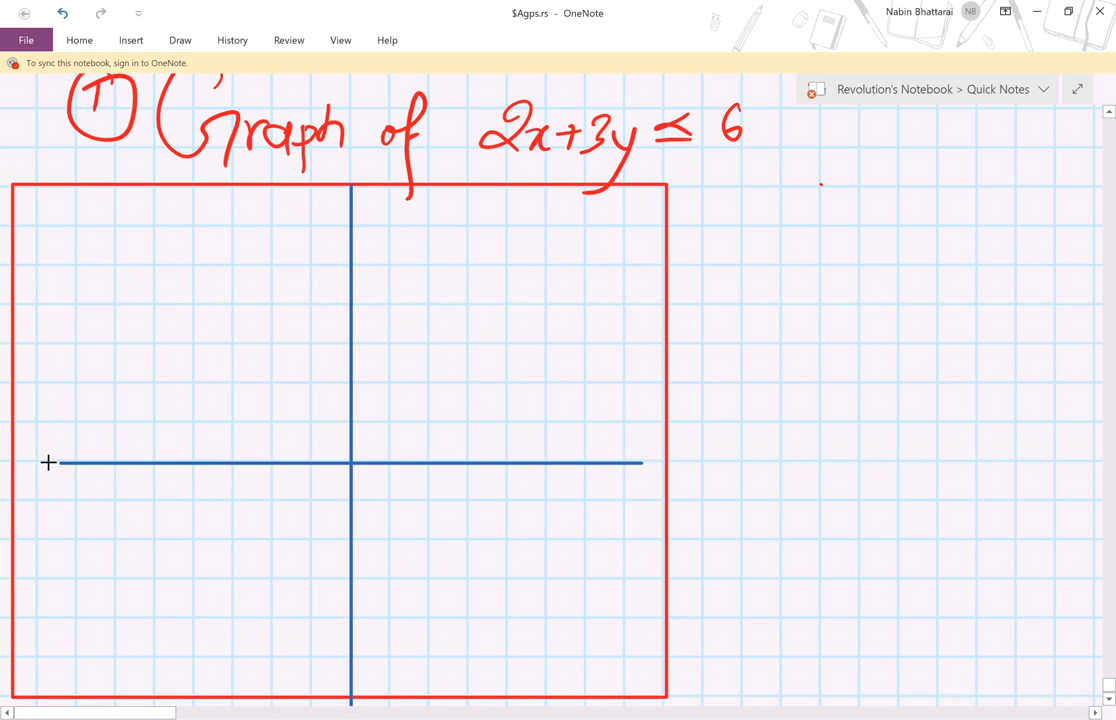 $Agps.rs - OneNote
Nabin Bhattarai NB
File Home Insert Draw History Review View Help
To sync this notebook, sign in to OneNote.
Revolution's Notebook > Quick Notes
① Graph of 2x+3y ≤ 6